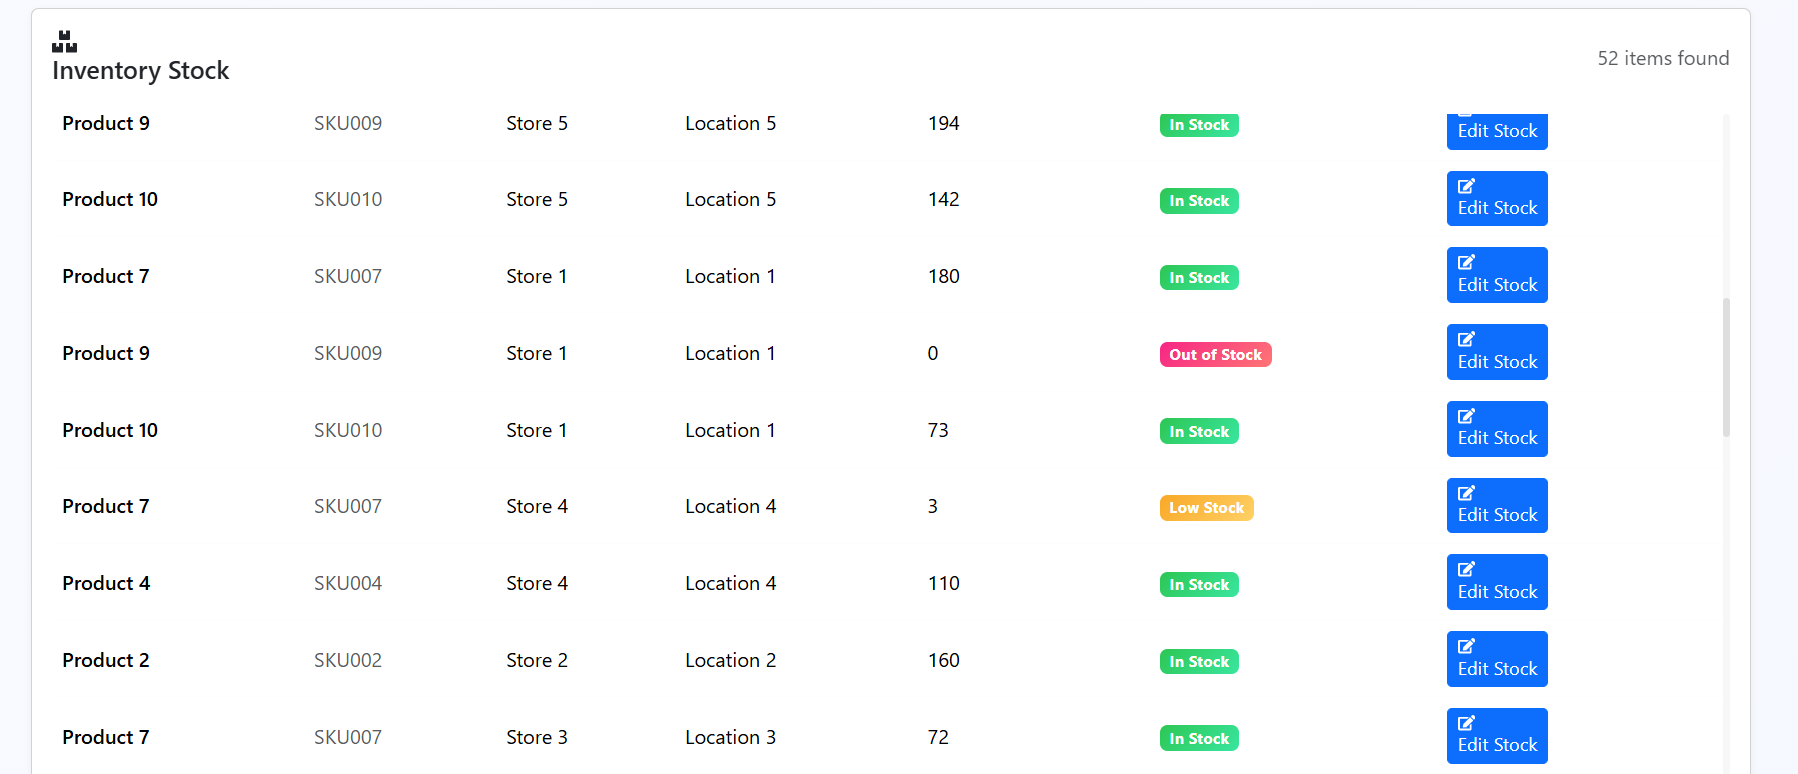 Inventory Stock
52 items found
Product 9 SKU009 Store 5 Location 5 194 In Stock Edit Stock
Product 10 SKU010 Store 5 Location 5 142 In Stock Edit Stock
Product 7 SKU007 Store 1 Location 1 180 In Stock Edit Stock
Product 9 SKU009 Store 1 Location 1 0 Out of Stock Edit Stock
Product 10 SKU010 Store 1 Location 1 73 In Stock Edit Stock
Product 7 SKU007 Store 4 Location 4 3 Low Stock Edit Stock
Product 4 SKU004 Store 4 Location 4 110 In Stock Edit Stock
Product 2 SKU002 Store 2 Location 2 160 In Stock Edit Stock
Product 7 SKU007 Store 3 Location 3 72 In Stock Edit Stock